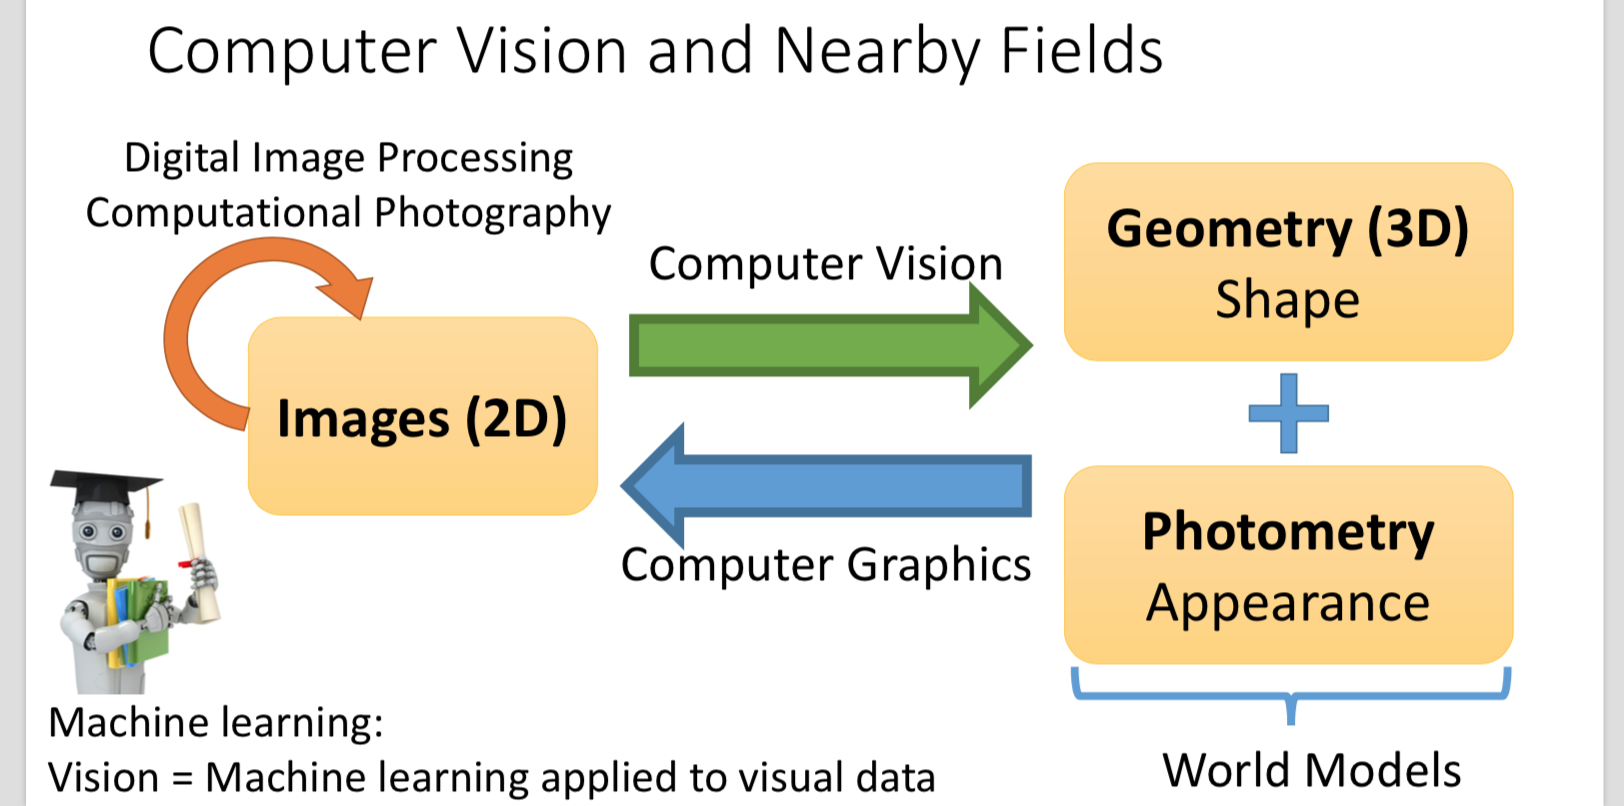 Computer Vision and Nearby Fields
Digital Image Processing
Computational Photography
Computer Vision
Geometry (3D)
Shape
Images (2D)
Computer Graphics
Photometry
Appearance
Machine learning:
Vision = Machine learning applied to visual data
World Models